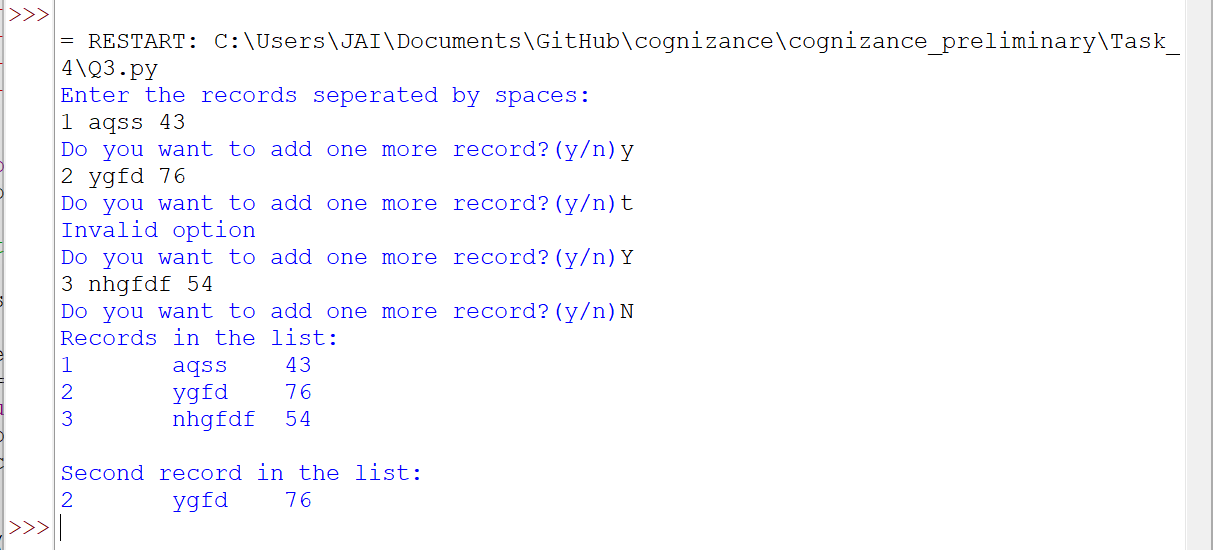 >>>
= RESTART: C:\Users\JAI\Documents\GitHub\cognizance\cognizance_preliminary\Task_
4\Q3.py
Enter the records seperated by spaces:
1 aqss 43
Do you want to add one more record?(y/n)y
2 ygfd 76
Do you want to add one more record?(y/n)t
Invalid option
Do you want to add one more record?(y/n)Y
3 nhgfdf 54
Do you want to add one more record?(y/n)N
Records in the list:
1 aqss 43
2 ygfd 76
3 nhgfdf 54
Second record in the list:
2 ygfd 76
>>>